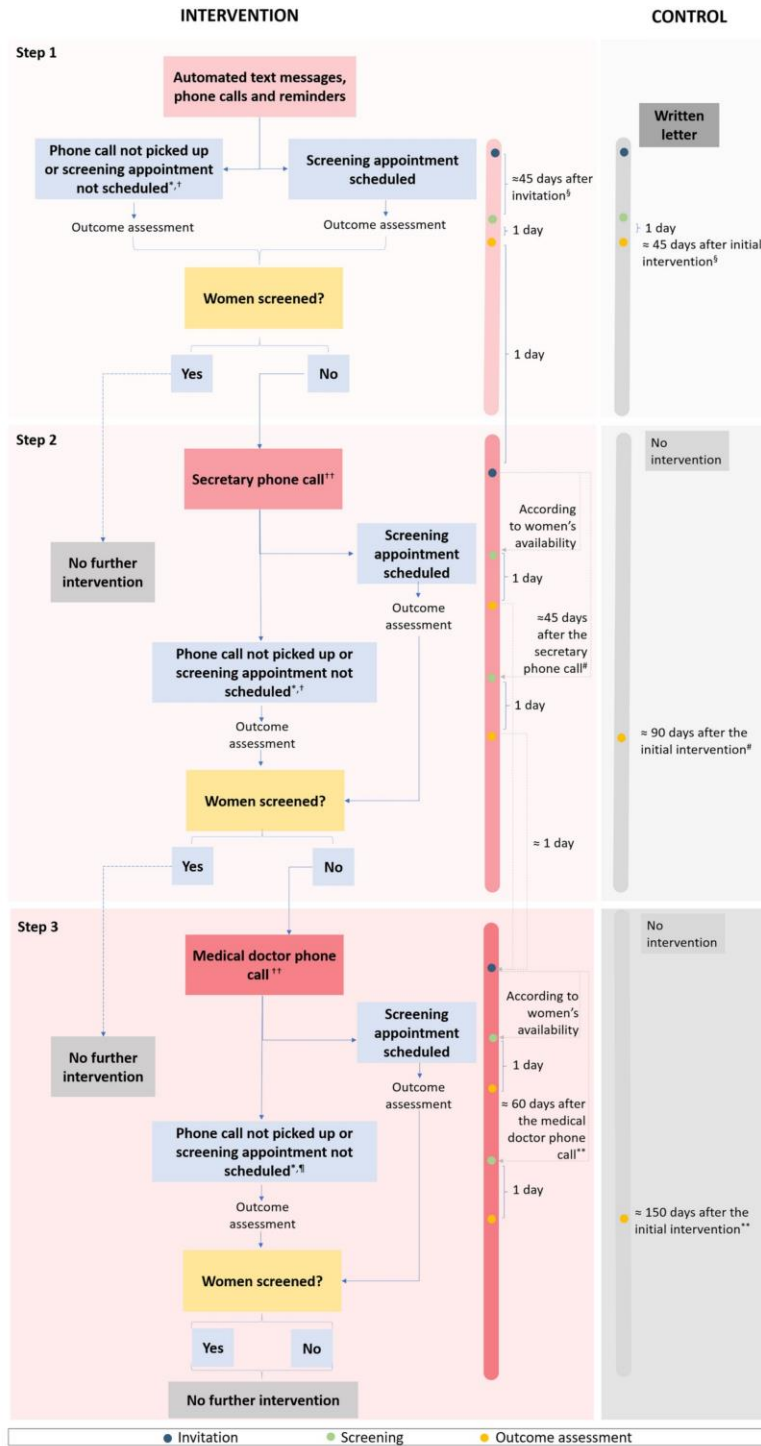 INTERVENTION
CONTROL
Step 1
Automated text messages,
phone calls and reminders
Phone call not picked up
or screening appointment
not scheduled*,†
Screening appointment
scheduled
Outcome assessment
Outcome assessment
Women screened?
Yes
No
≈45 days after
invitation§
1 day
1 day
Written
letter
1 day
≈ 45 days after initial
intervention§
Step 2
Secretary phone call††
No further
intervention
Screening
appointment
scheduled
Outcome
assessment
Phone call not picked up or
screening appointment not
scheduled*,†
Outcome
assessment
Women screened?
Yes
No
According
to women's
availability
1 day
≈45 days
after the
secretary
phone call#
1 day
≈ 1 day
No
intervention
≈ 90 days after the
initial intervention#
Step 3
Medical doctor phone
call ††
No further
intervention
Screening
appointment
scheduled
Outcome
assessment
Phone call not picked up or
screening appointment not
scheduled*,¶
Outcome
assessment
Women screened?
Yes
No
No further intervention
According
to women's
availability
1 day
≈ 60 days after
the medical
doctor phone
call**
1 day
No
intervention
≈ 150 days after the
initial intervention**
Invitation
Screening
Outcome assessment